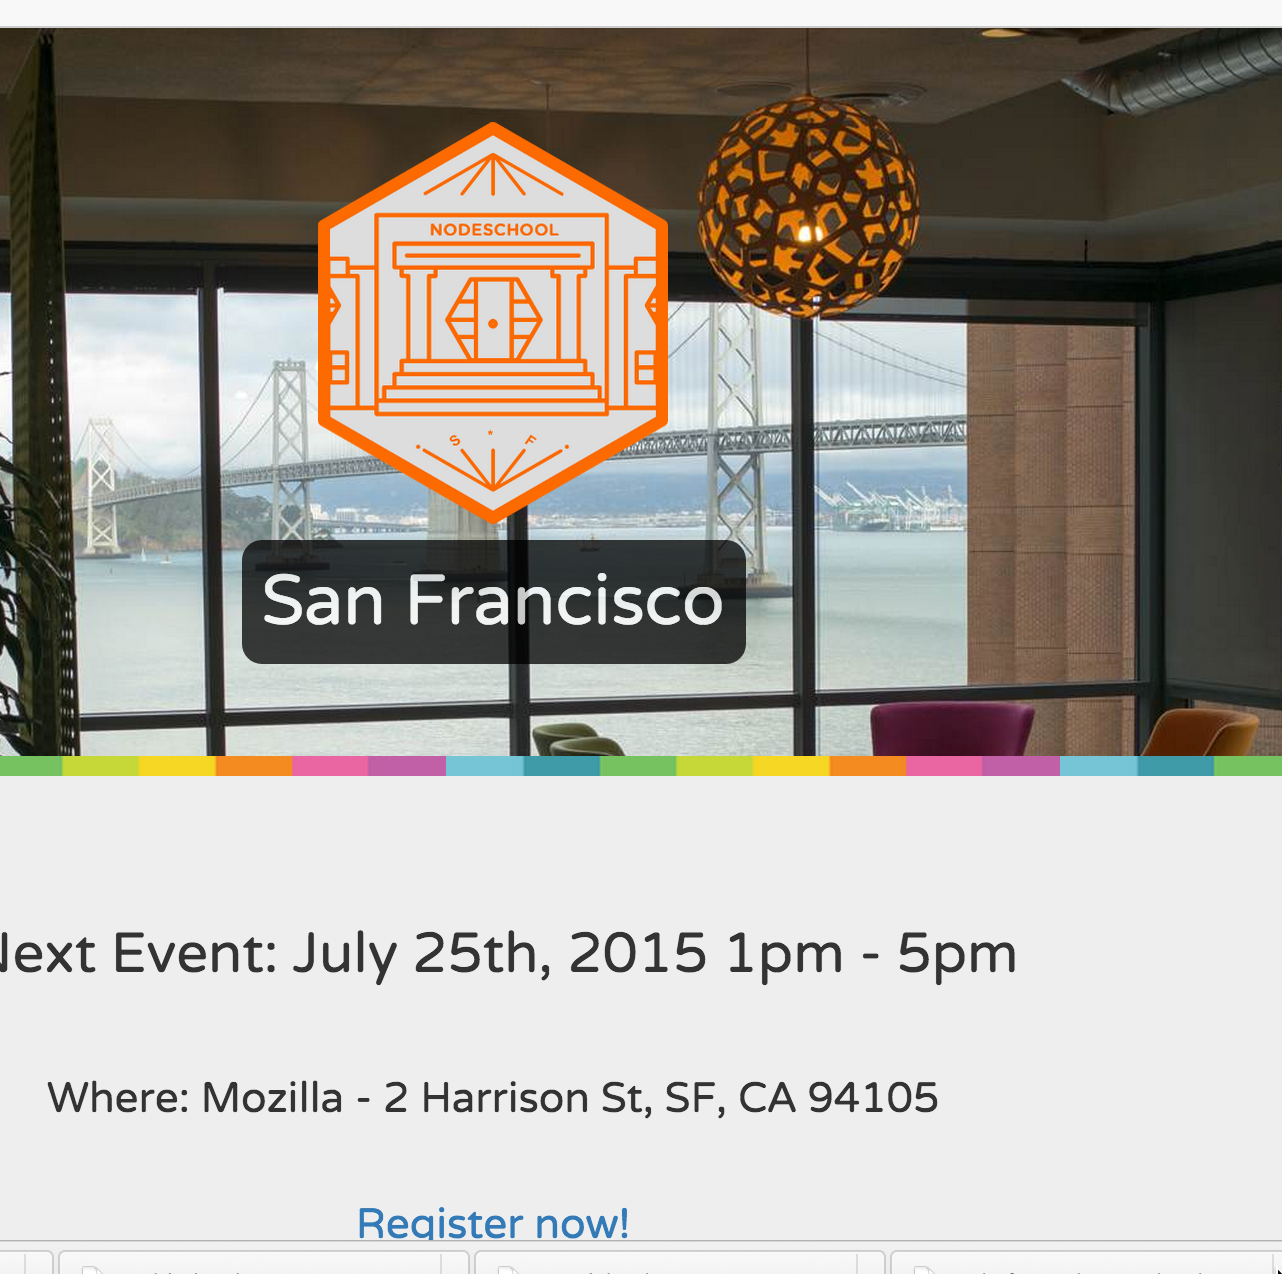 NODESCHOOL
S * F
San Francisco
Next Event: July 25th, 2015 1pm - 5pm
Where: Mozilla - 2 Harrison St, SF, CA 94105
Register now!